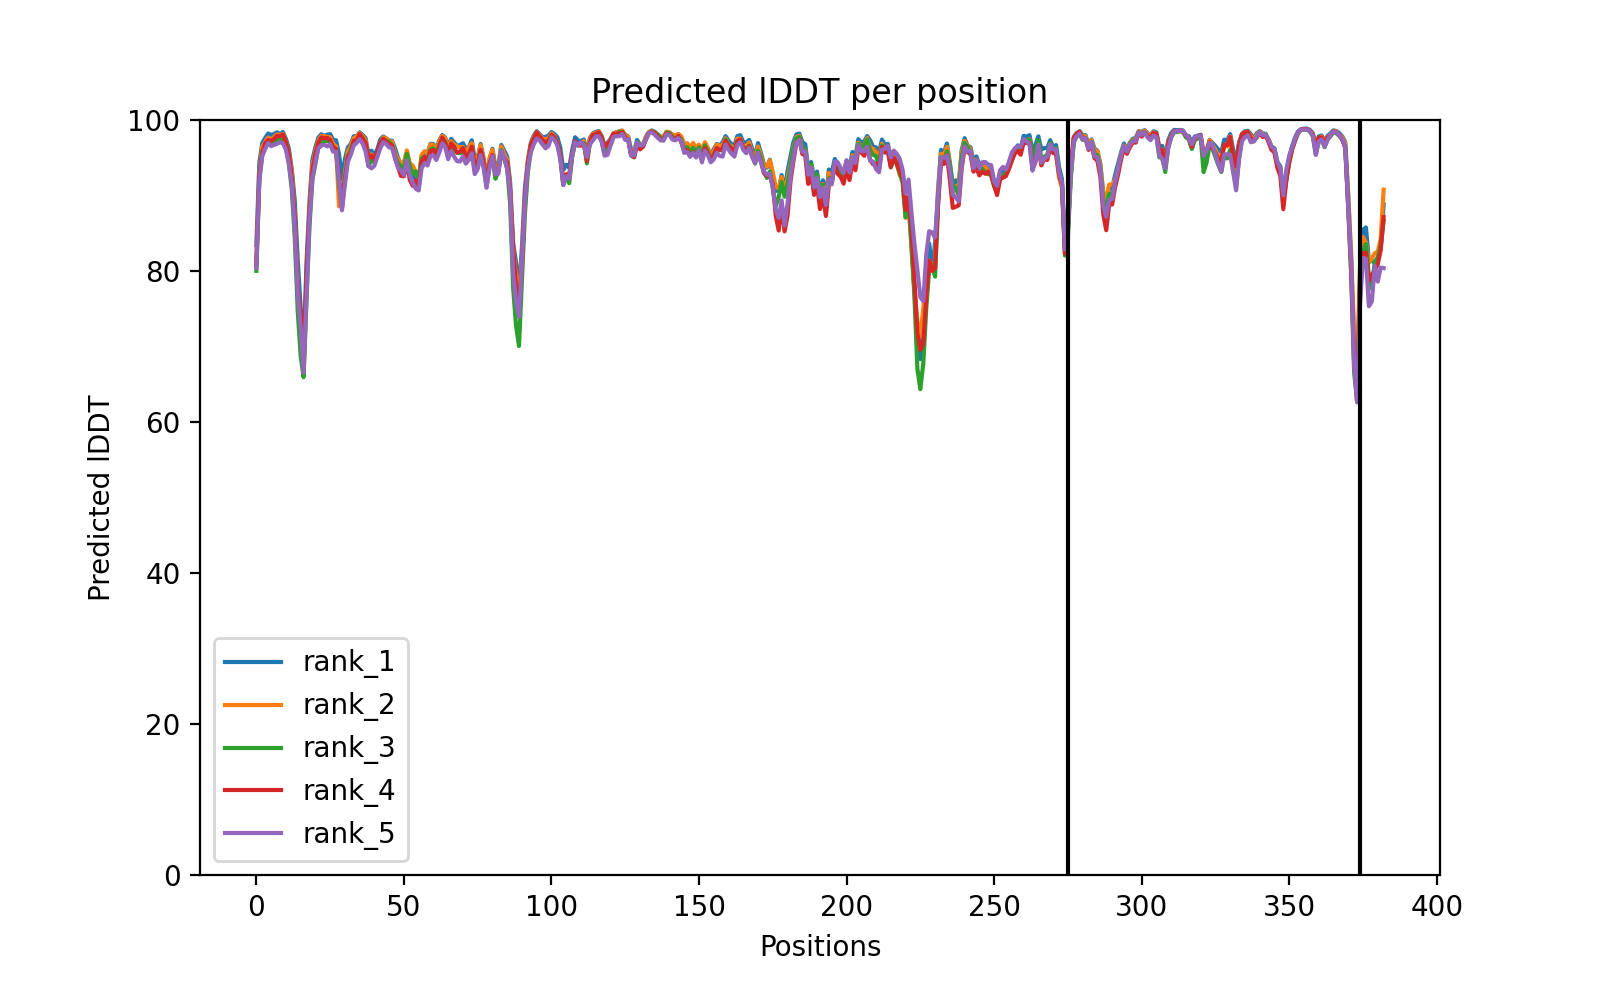 Predicted lDDT per position
100
80
60
40
20
0
Predicted lDDT
rank_1
rank_2
rank_3
rank_4
rank_5
0 50 100 150 200 250 300 350 400
Positions